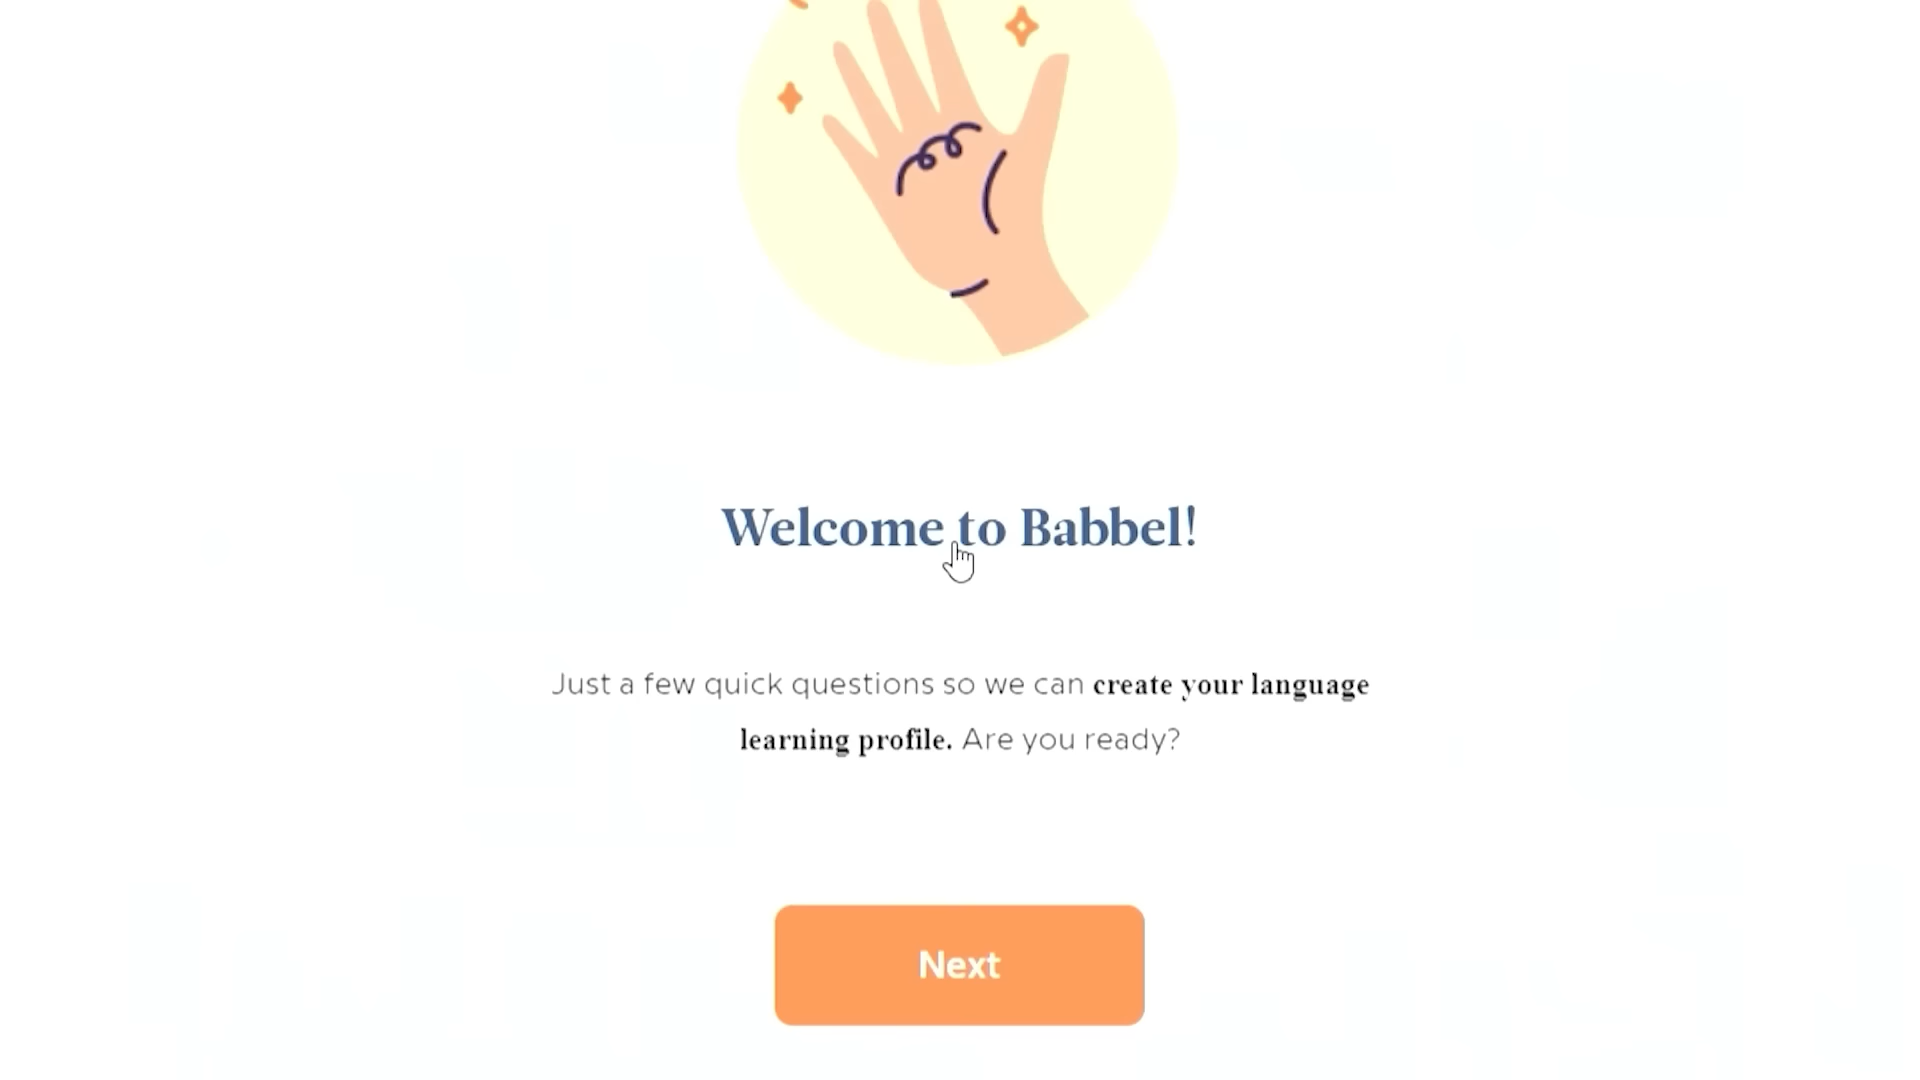 Welcome to Babbel!
Just a few quick questions so we can create your language
learning profile. Are you ready?
Next